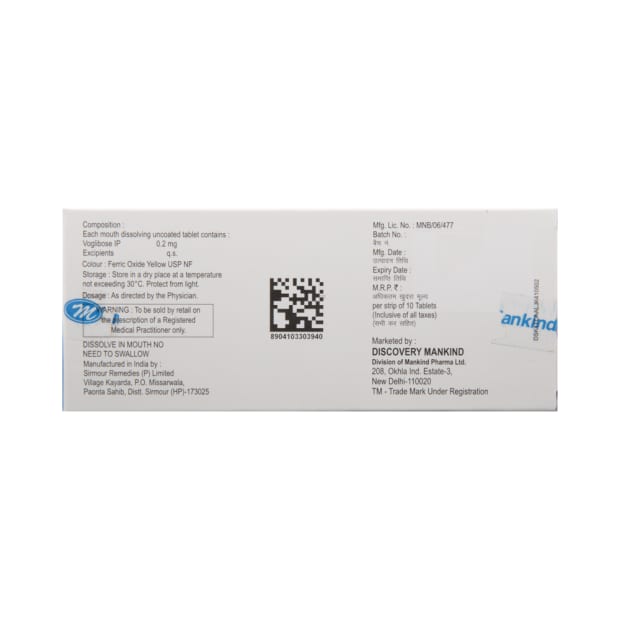 Composition :
Each mouth dissolving uncoated tablet contains :
Voglibose IP 0.2 mg
Excipients q.s.
Colour : Ferric Oxide Yellow USP NF
Storage : Store in a dry place at a temperature
not exceeding 30°C. Protect from light.
Dosage : As directed by the Physician.
WARNING : To be sold by retail on
the prescription of a Registered
Medical Practitioner only.
DISSOLVE IN MOUTH NO
NEED TO SWALLOW
Manufactured in India by :
Sirmour Remedies (P) Limited
Village Kayarda, P.O. Missarwala,
Paonta Sahib, Distt. Sirmour (HP)-173025
8904103303940
Mfg. Lic. No. : MNB/06/477
Batch No. :
बैच नं
Mfg. Date :
उत्पादन तिथि
Expiry Date :
समाप्ति तिथि
M.R.P. ₹ :
अधिकतम खुदरा मूल्य
per strip of 10 Tablets
(Inclusive of all taxes)
(सभी कर सहित)
Marketed by :
DISCOVERY MANKIND
Division of Mankind Pharma Ltd.
208, Okhla Ind. Estate-3,
New Delhi-110020
TM - Trade Mark Under Registration
ankind